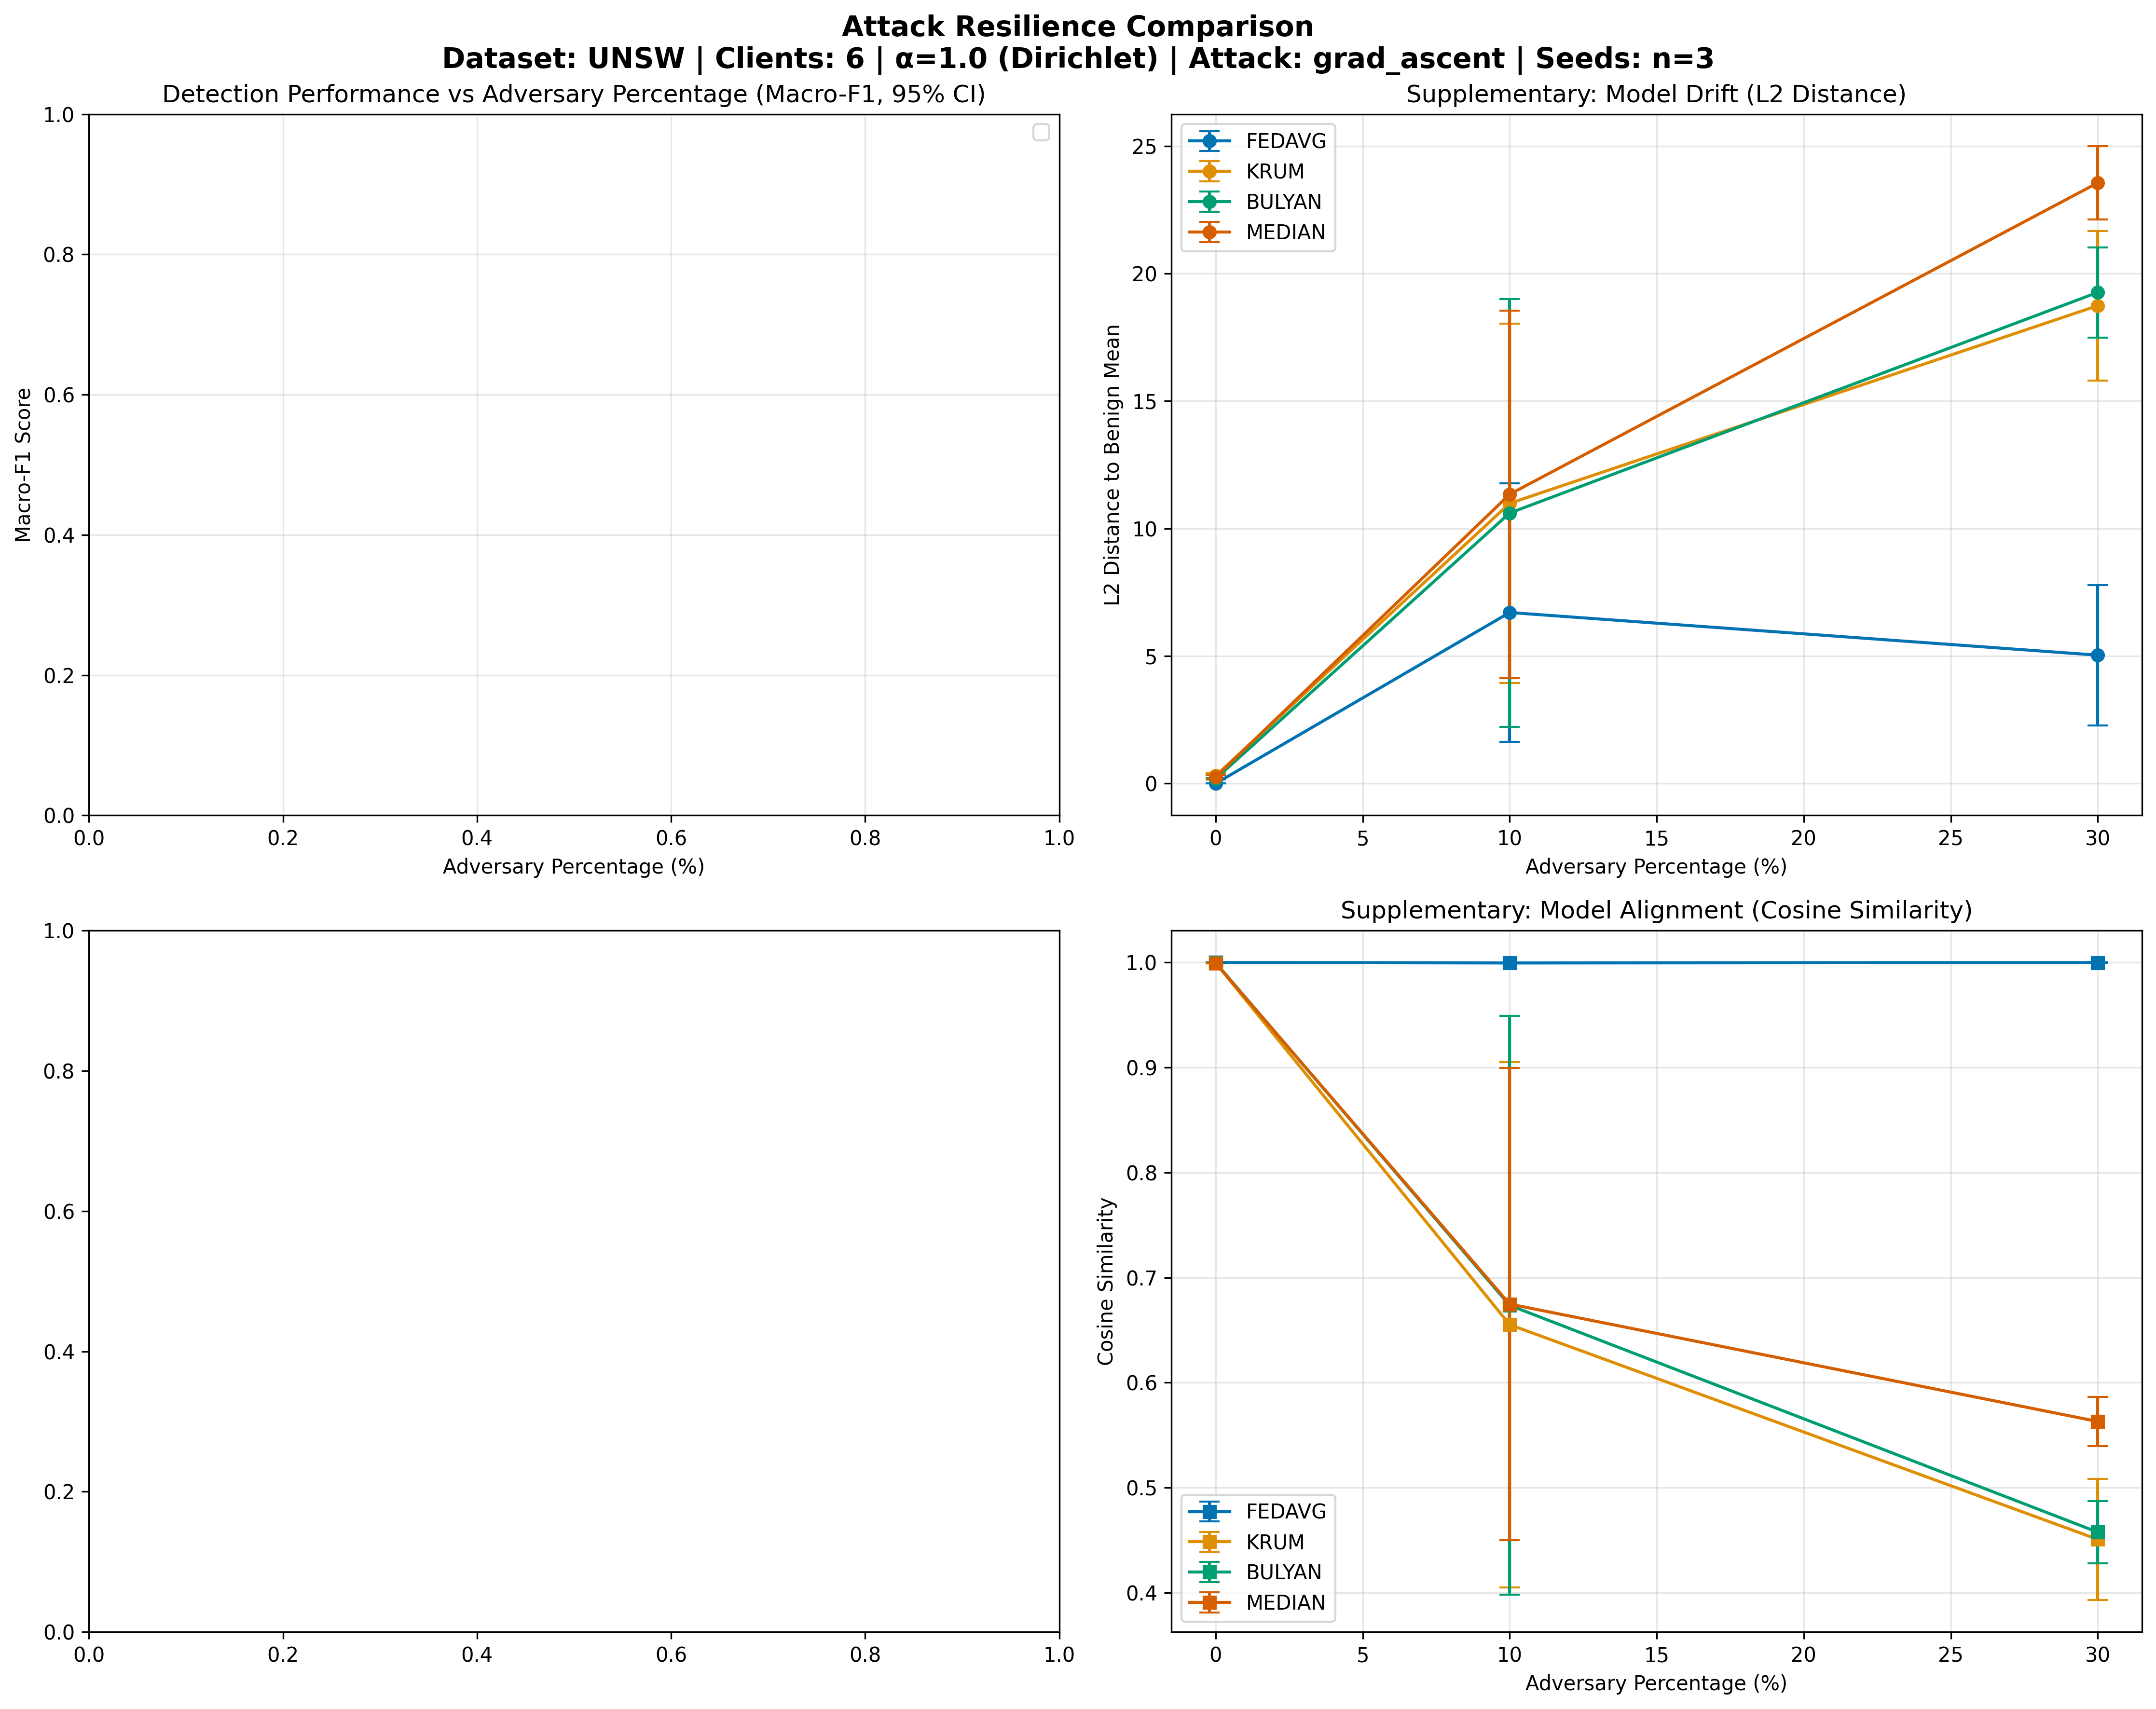 Attack Resilience Comparison
Dataset: UNSW | Clients: 6 | α=1.0 (Dirichlet) | Attack: grad_ascent | Seeds: n=3
Detection Performance vs Adversary Percentage (Macro-F1, 95% CI)
Macro-F1 Score
1.0
0.8
0.6
0.4
0.2
0.0
0.0 0.2 0.4 0.6 0.8 1.0
Adversary Percentage (%)
Supplementary: Model Drift (L2 Distance)
FEDAVG
KRUM
BULYAN
MEDIAN
L2 Distance to Benign Mean
25
20
15
10
5
0
0 5 10 15 20 25 30
Adversary Percentage (%)
1.0
0.8
0.6
0.4
0.2
0.0
0.0 0.2 0.4 0.6 0.8 1.0
Supplementary: Model Alignment (Cosine Similarity)
Cosine Similarity
1.0
0.9
0.8
0.7
0.6
0.5
0.4
FEDAVG
KRUM
BULYAN
MEDIAN
0 5 10 15 20 25 30
Adversary Percentage (%)